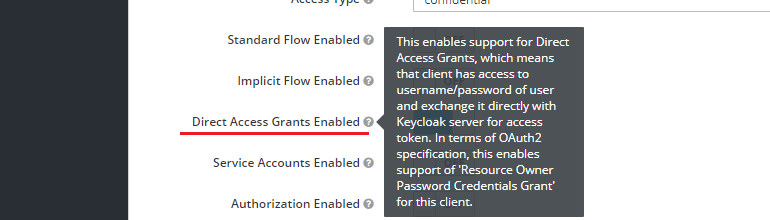 Access Type
confidential
Standard Flow Enabled
Implicit Flow Enabled
Direct Access Grants Enabled
Service Accounts Enabled
Authorization Enabled
This enables support for Direct
Access Grants, which means
that client has access to
username/password of user
and exchange it directly with
Keycloak server for access
token. In terms of OAuth2
specification, this enables
support of 'Resource Owner
Password Credentials Grant'
for this client.